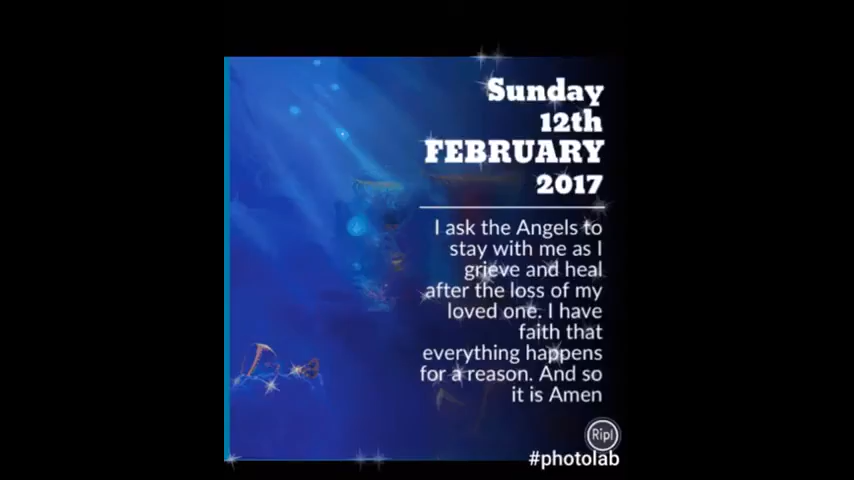 Sunday
12th
FEBRUARY
2017
I ask the Angels to
stay with me as I
grieve and heal
after the loss of my
loved one. I have
faith that
everything happens
for a reason. And so
it is Amen
Ripl
#photolab